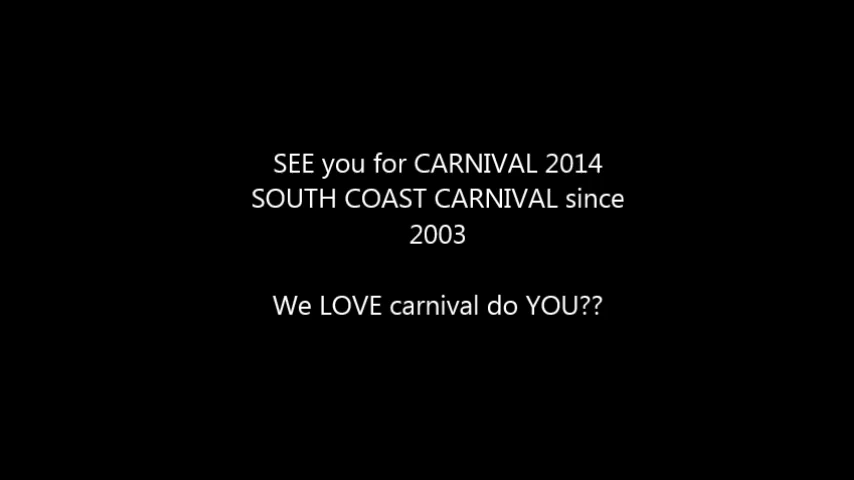 SEE you for CARNIVAL 2014
SOUTH COAST CARNIVAL since
2003
We LOVE carnival do YOU??